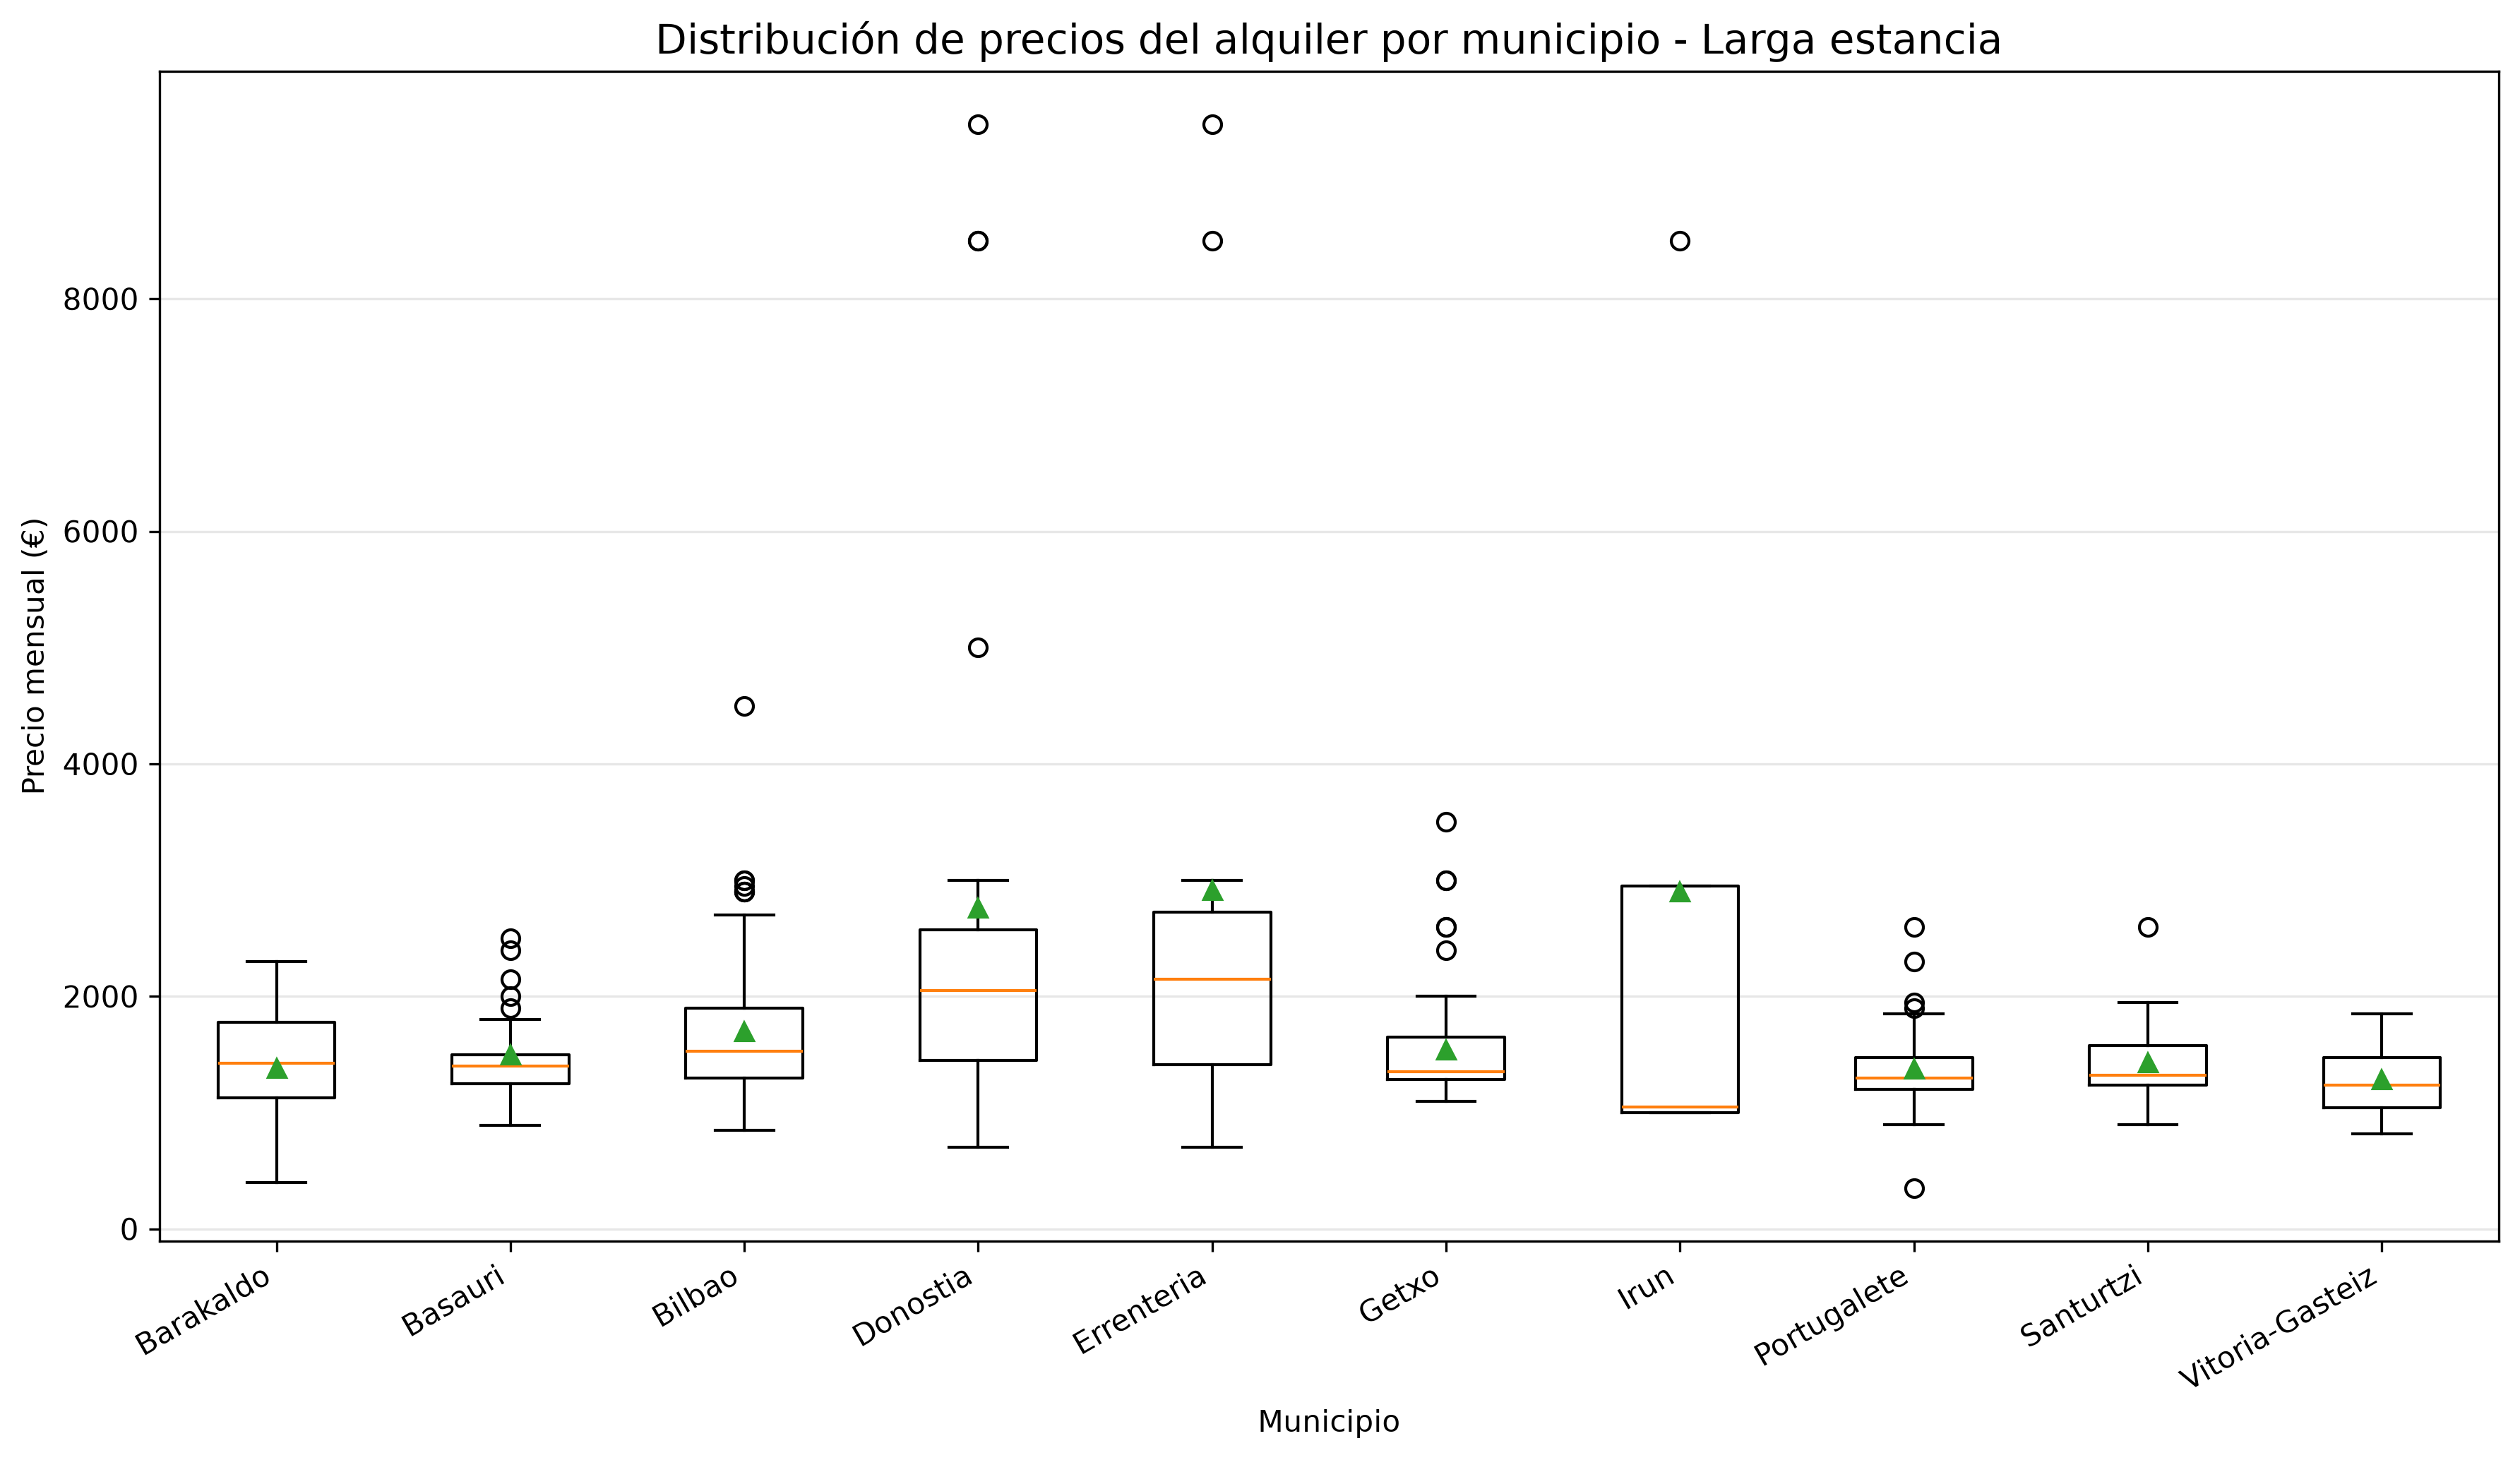 Distribución de precios del alquiler por municipio - Larga estancia
Precio mensual (€)
8000
6000
4000
2000
0
Barakaldo
Basauri
Bilbao
Donostia
Errenteria
Getxo
Irun
Portugalete
Santurtzi
Vitoria-Gasteiz
Municipio